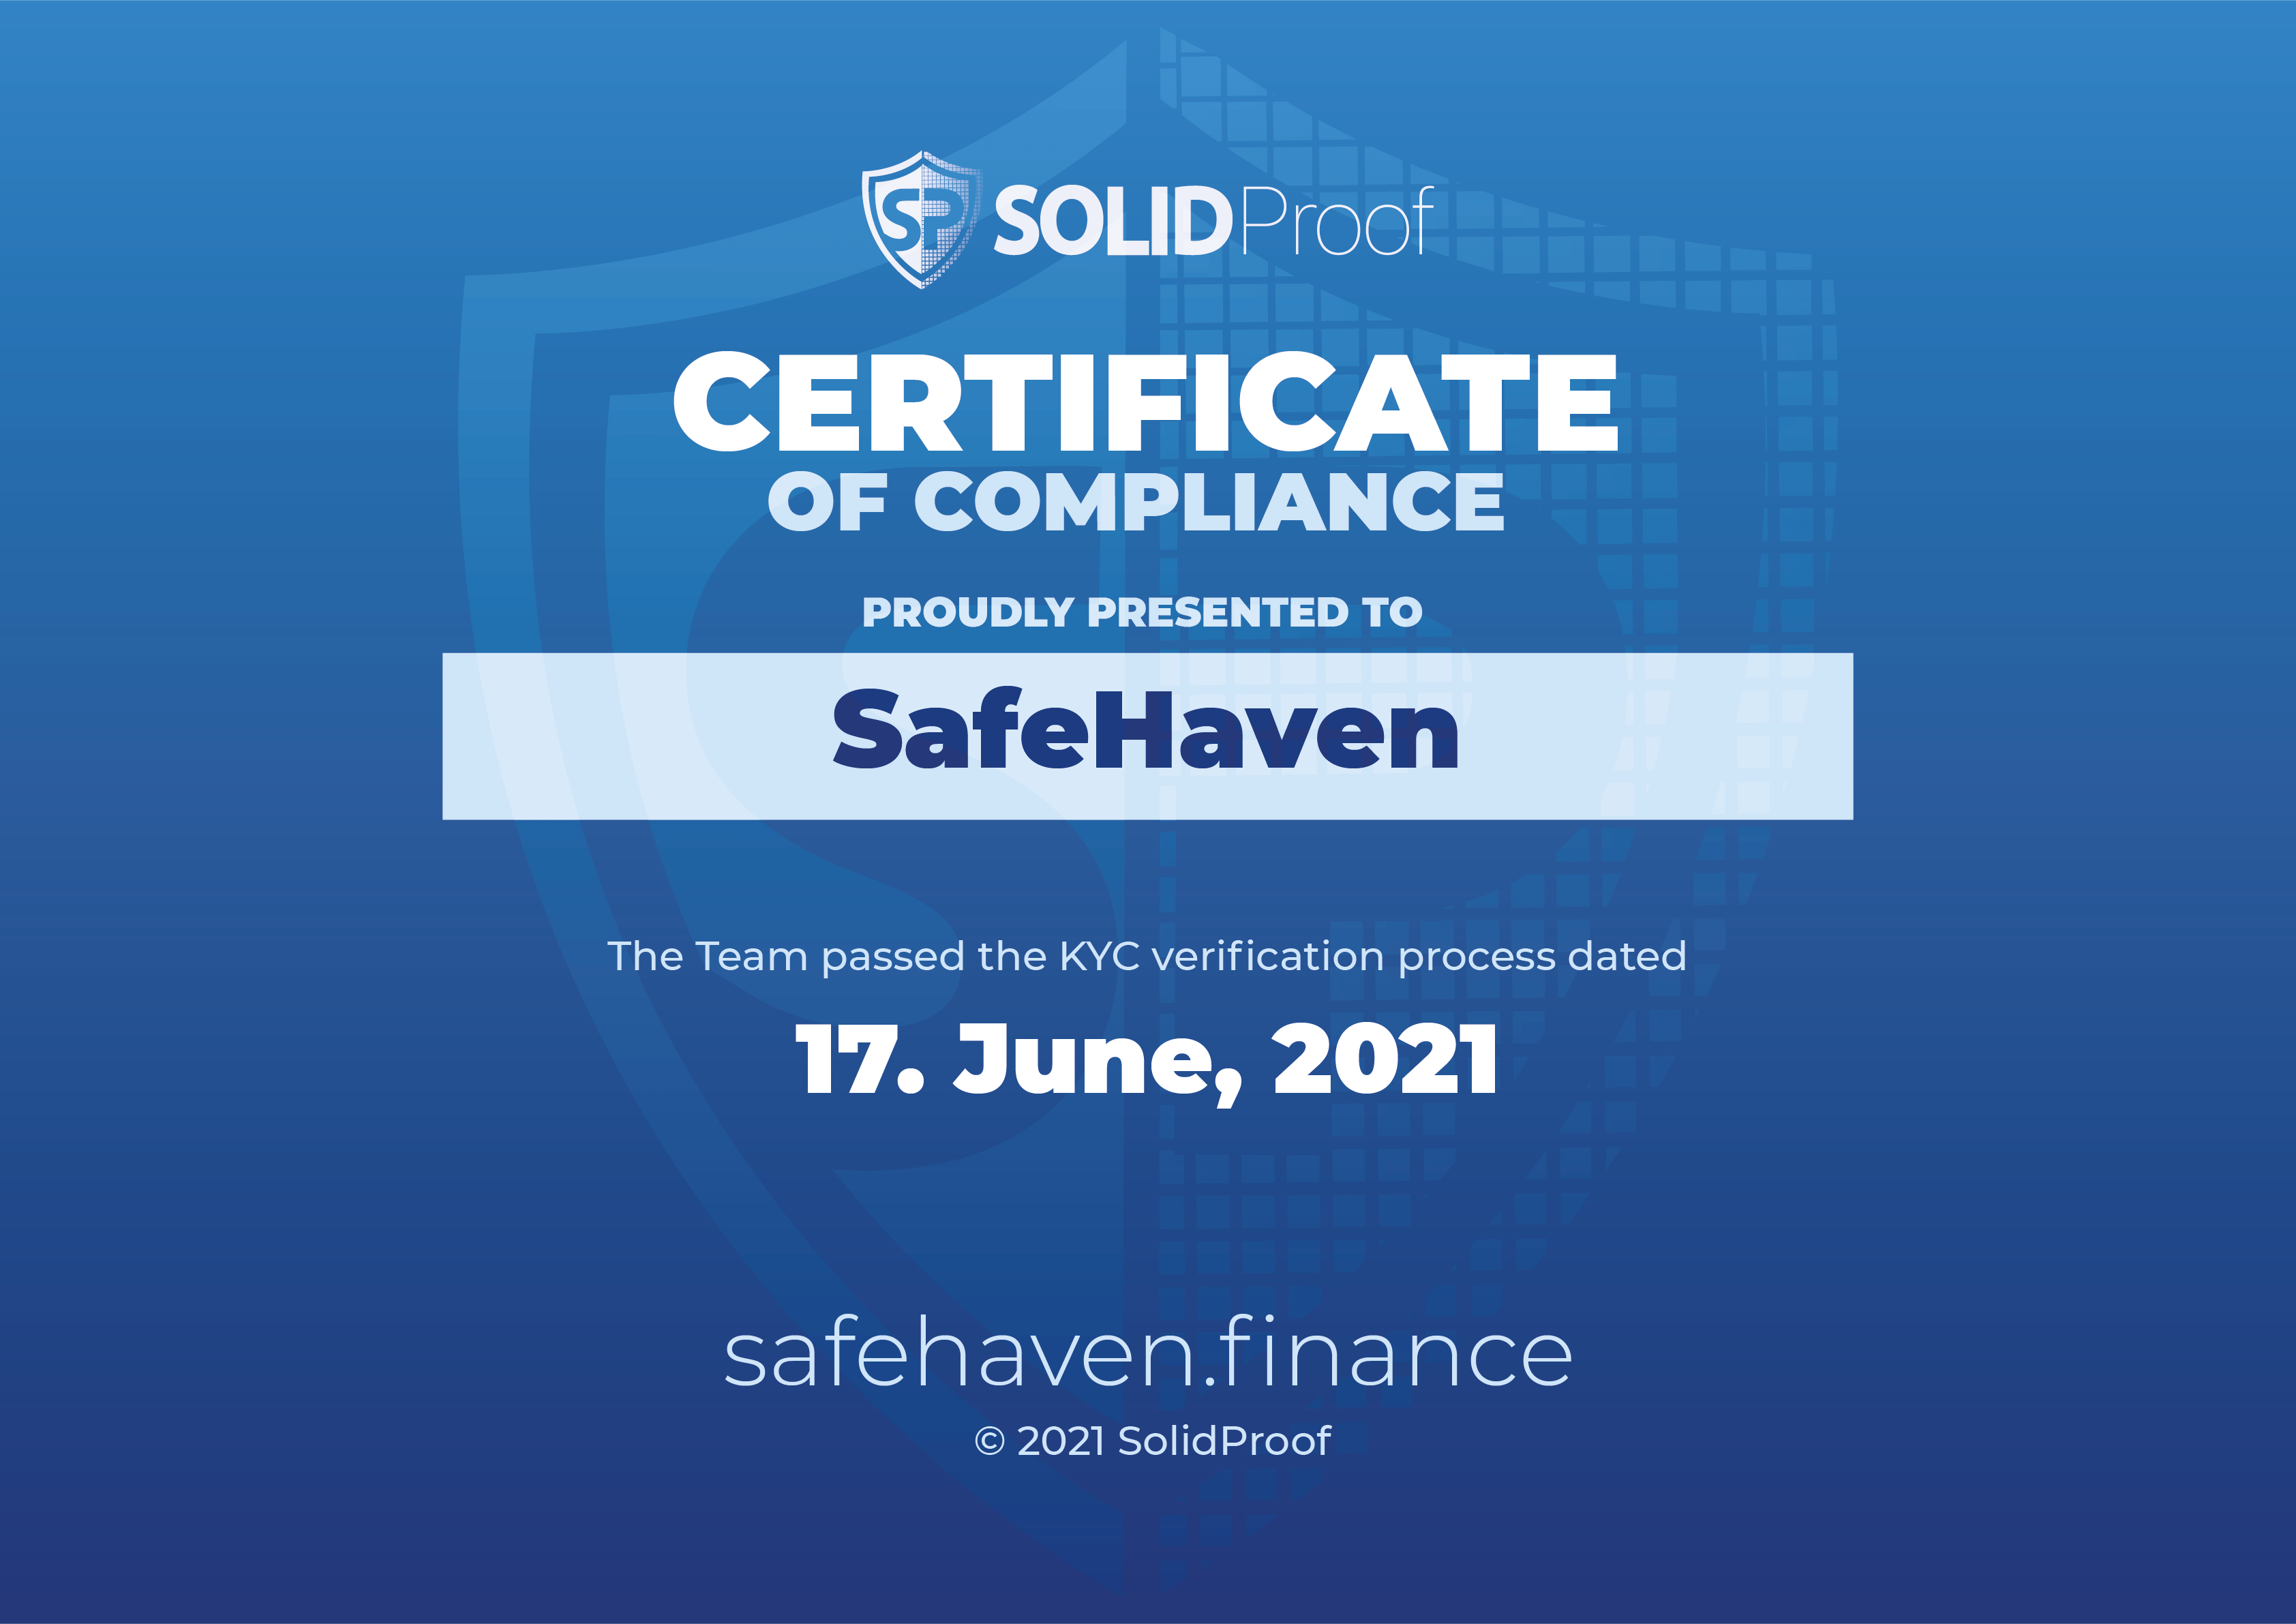 SP SOLIDProof
CERTIFICATE
OF COMPLIANCE
PROUDLY PRESENTED TO
SafeHaven
The Team passed the KYC verification process dated
17. June, 2021
safehaven.finance
© 2021 SolidProof